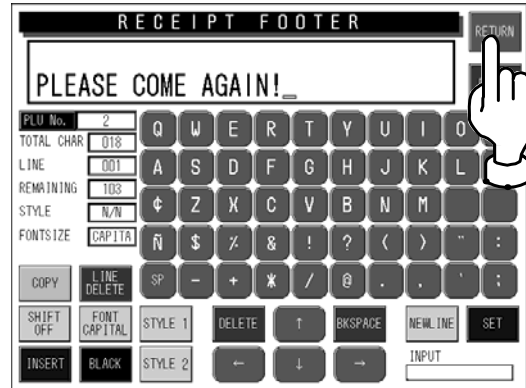 RECEIPT FOOTER
RETURN
PLEASE COME AGAIN!_
PLU No. 2
TOTAL CHAR 018
LINE 001
REMAINING 103
STYLE N/N
FONTSIZE CAPITA
Q W E R T Y U I O
A S D F G H J K L
¢ Z X C V B N M
Ñ $ % & ! ? ( ) " :
SP - + * / @ . , ' ;
COPY LINE DELETE
SHIFT OFF FONT CAPITAL STYLE 1 DELETE ↑ BKSPACE NEWLINE SET
INSERT BLACK STYLE 2 ← ↓ → INPUT